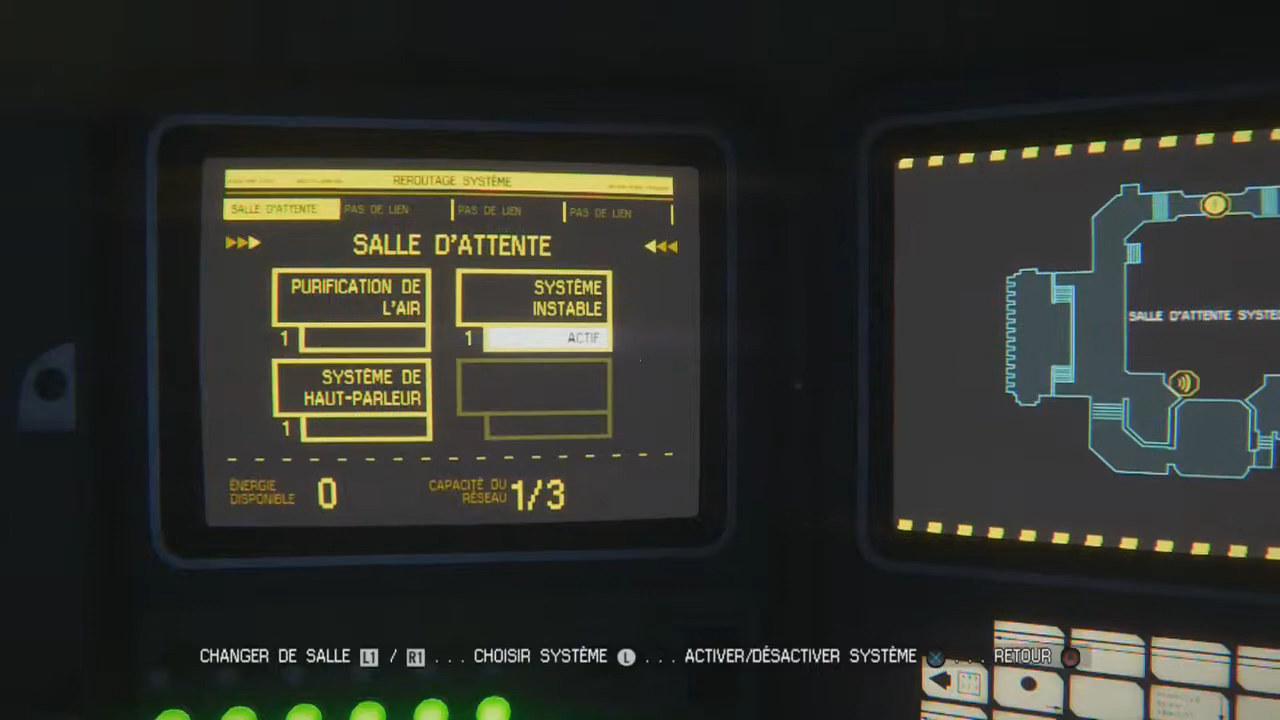 REROUTAGE SYSTÈME
SALLE D'ATTENTE
PAS DE LIEN
PAS DE LIEN
PAS DE LIEN
SALLE D'ATTENTE
PURIFICATION DE
L'AIR
1
SYSTÈME
INSTABLE
1 ACTIF
SYSTÈME DE
HAUT-PARLEUR
1
ÉNERGIE
DISPONIBLE 0
CAPACITÉ DU
RÉSEAU 1/3
SALLE D'ATTENTE SYSTE
CHANGER DE SALLE L1 / R1 ... CHOISIR SYSTÈME L ... ACTIVER/DÉSACTIVER SYSTÈME ... RETOUR